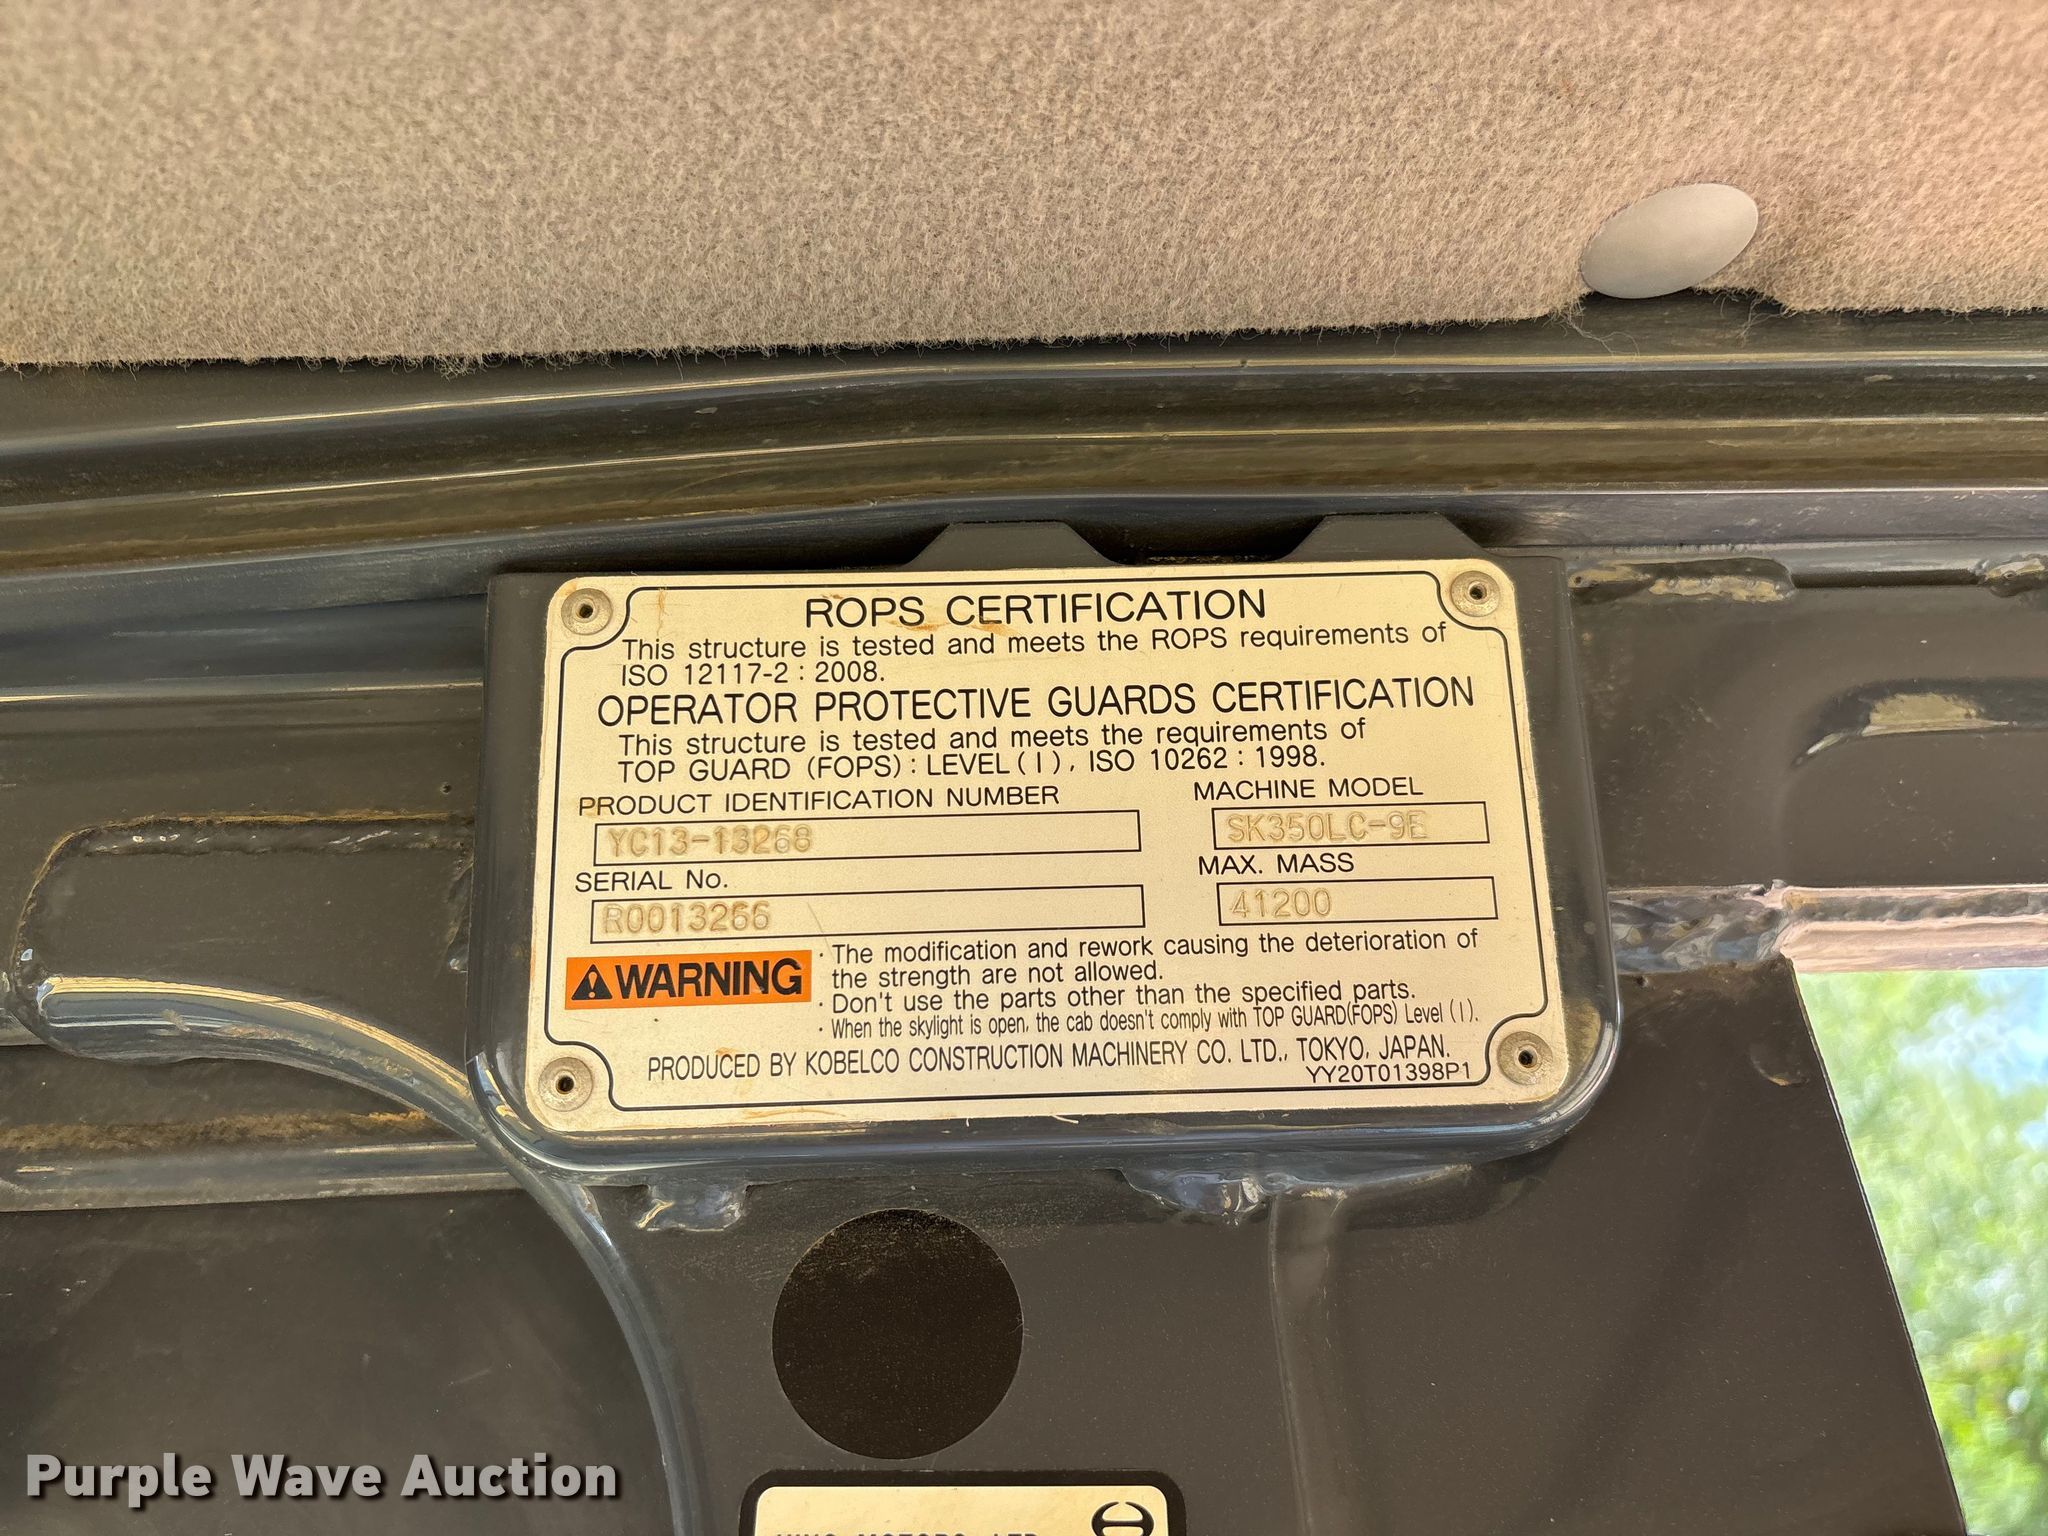 ROPS CERTIFICATION
This structure is tested and meets the ROPS requirements of
ISO 12117-2 : 2008.
OPERATOR PROTECTIVE GUARDS CERTIFICATION
This structure is tested and meets the requirements of
TOP GUARD (FOPS) : LEVEL ( I ), ISO 10262 : 1998.
PRODUCT IDENTIFICATION NUMBER
YC13-13268
MACHINE MODEL
SK350LC-9E
SERIAL No.
R0013266
MAX. MASS
41200
WARNING
· The modification and rework causing the deterioration of
the strength are not allowed.
· Don't use the parts other than the specified parts.
· When the skylight is open, the cab doesn't comply with TOP GUARD(FOPS) Level ( I ).
PRODUCED BY KOBELCO CONSTRUCTION MACHINERY CO. LTD., TOKYO, JAPAN.
YY20T01398P1
Purple Wave Auction